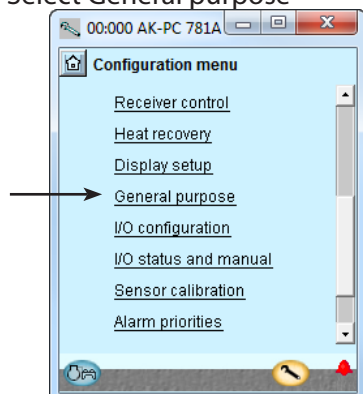 Select General purpose
00:000 AK-PC 781A
Configuration menu
Receiver control
Heat recovery
Display setup
General purpose
I/O configuration
I/O status and manual
Sensor calibration
Alarm priorities